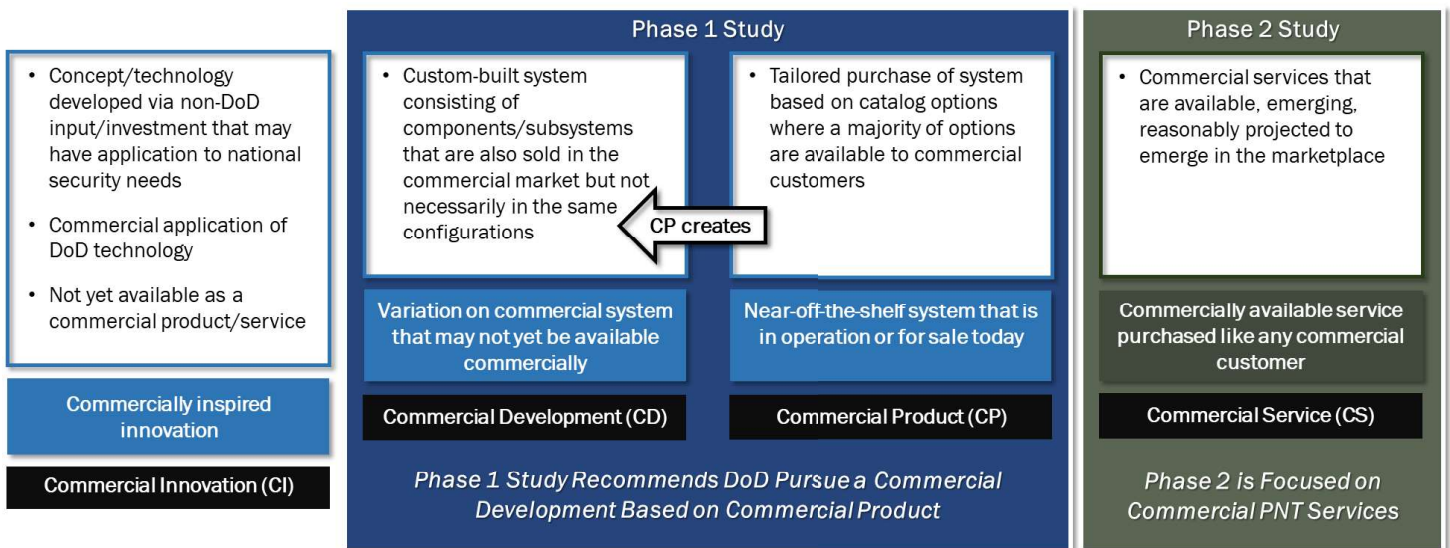 • Concept/technology
developed via non-DoD
input/investment that may
have application to national
security needs
• Commercial application of
DoD technology
• Not yet available as a
commercial product/service
Commercially inspired
innovation
Commercial Innovation (CI)
Phase 1 Study
• Custom-built system
consisting of
components/subsystems
that are also sold in the
commercial market but not
necessarily in the same
configurations
CP creates
• Tailored purchase of system
based on catalog options
where a majority of options
are available to commercial
customers
Variation on commercial system
that may not yet be available
commercially
Commercial Development (CD)
Near-off-the-shelf system that is
in operation or for sale today
Commercial Product (CP)
Phase 1 Study Recommends DoD Pursue a Commercial
Development Based on Commercial Product
Phase 2 Study
• Commercial services that
are available, emerging,
reasonably projected to
emerge in the marketplace
Commercially available service
purchased like any commercial
customer
Commercial Service (CS)
Phase 2 is Focused on
Commercial PNT Services